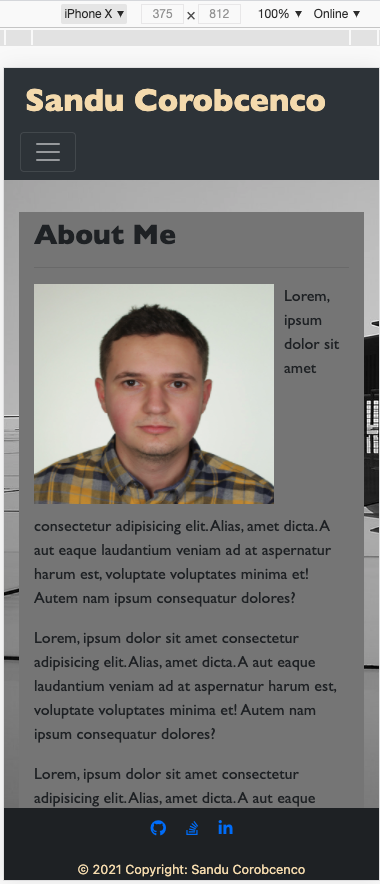 iPhone X ▼ 375 × 812 100% ▼ Online ▼
Sandu Corobcenco
About Me
Lorem,
ipsum
dolor sit
amet
consectetur adipisicing elit. Alias, amet dicta. A
aut eaque laudantium veniam ad at aspernatur
harum est, voluptate voluptates minima et!
Autem nam ipsum consequatur dolores?
Lorem, ipsum dolor sit amet consectetur
adipisicing elit. Alias, amet dicta. A aut eaque
laudantium veniam ad at aspernatur harum est,
voluptate voluptates minima et! Autem nam
ipsum consequatur dolores?
Lorem, ipsum dolor sit amet consectetur
adipisicing elit. Alias, amet dicta. A aut eaque
in
© 2021 Copyright: Sandu Corobcenco